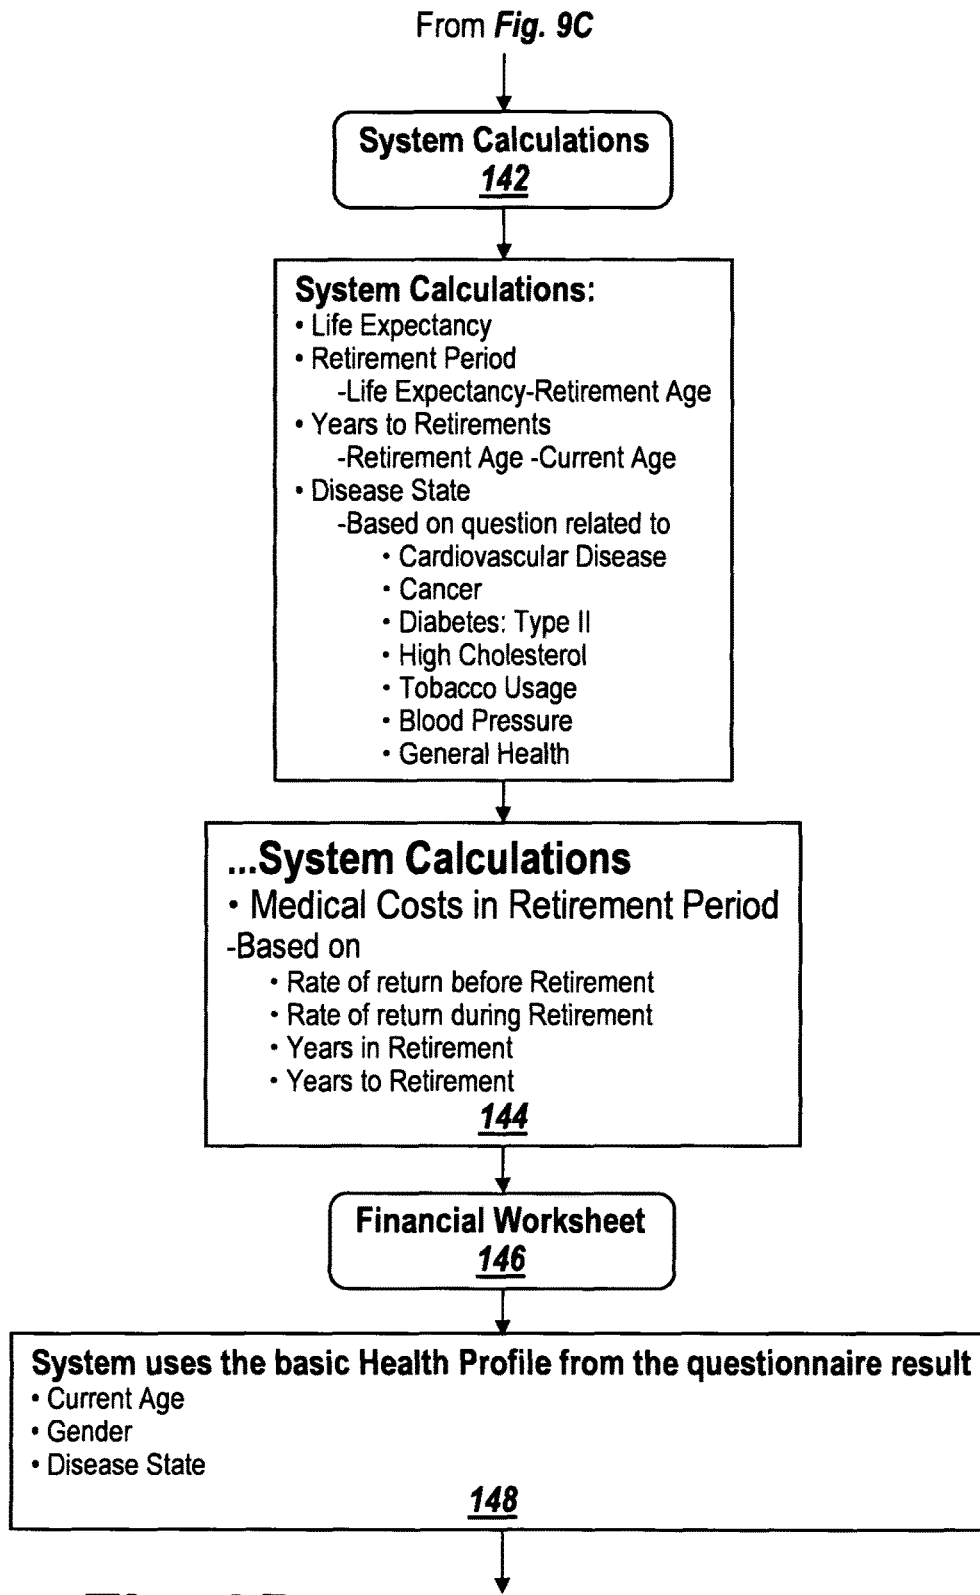 From Fig. 9C
System Calculations
142
System Calculations:
• Life Expectancy
• Retirement Period
-Life Expectancy-Retirement Age
• Years to Retirements
-Retirement Age -Current Age
• Disease State
-Based on question related to
• Cardiovascular Disease
• Cancer
• Diabetes: Type II
• High Cholesterol
• Tobacco Usage
• Blood Pressure
• General Health
...System Calculations
• Medical Costs in Retirement Period
-Based on
• Rate of return before Retirement
• Rate of return during Retirement
• Years in Retirement
• Years to Retirement
144
Financial Worksheet
146
System uses the basic Health Profile from the questionnaire result
• Current Age
• Gender
• Disease State
148